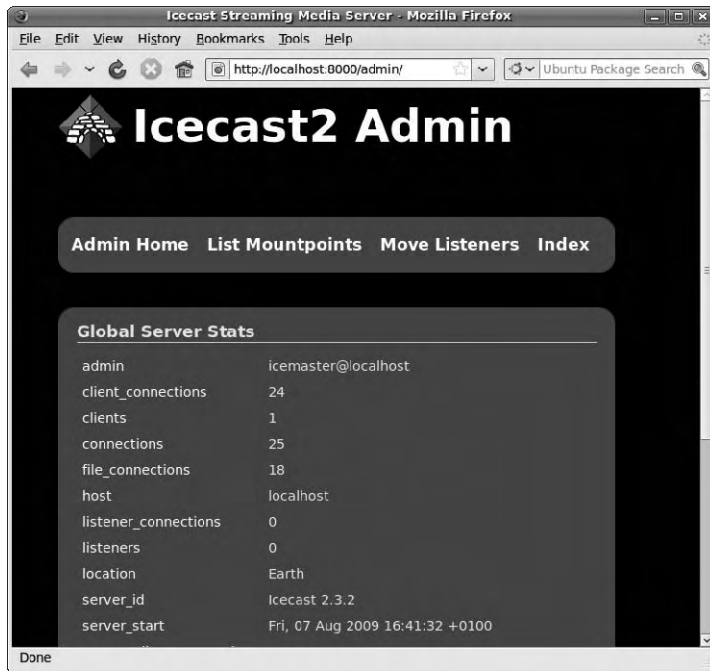 Icecast Streaming Media Server - Mozilla Firefox
File Edit View History Bookmarks Tools Help
http://localhost:8000/admin/ Ubuntu Package Search
Icecast2 Admin
Admin Home List Mountpoints Move Listeners Index
Global Server Stats
admin icemaster@localhost
client_connections 24
clients 1
connections 25
file_connections 18
host localhost
listener_connections 0
listeners 0
location Earth
server_id Icecast 2.3.2
server_start Fri, 07 Aug 2009 16:41:32 +0100
Done